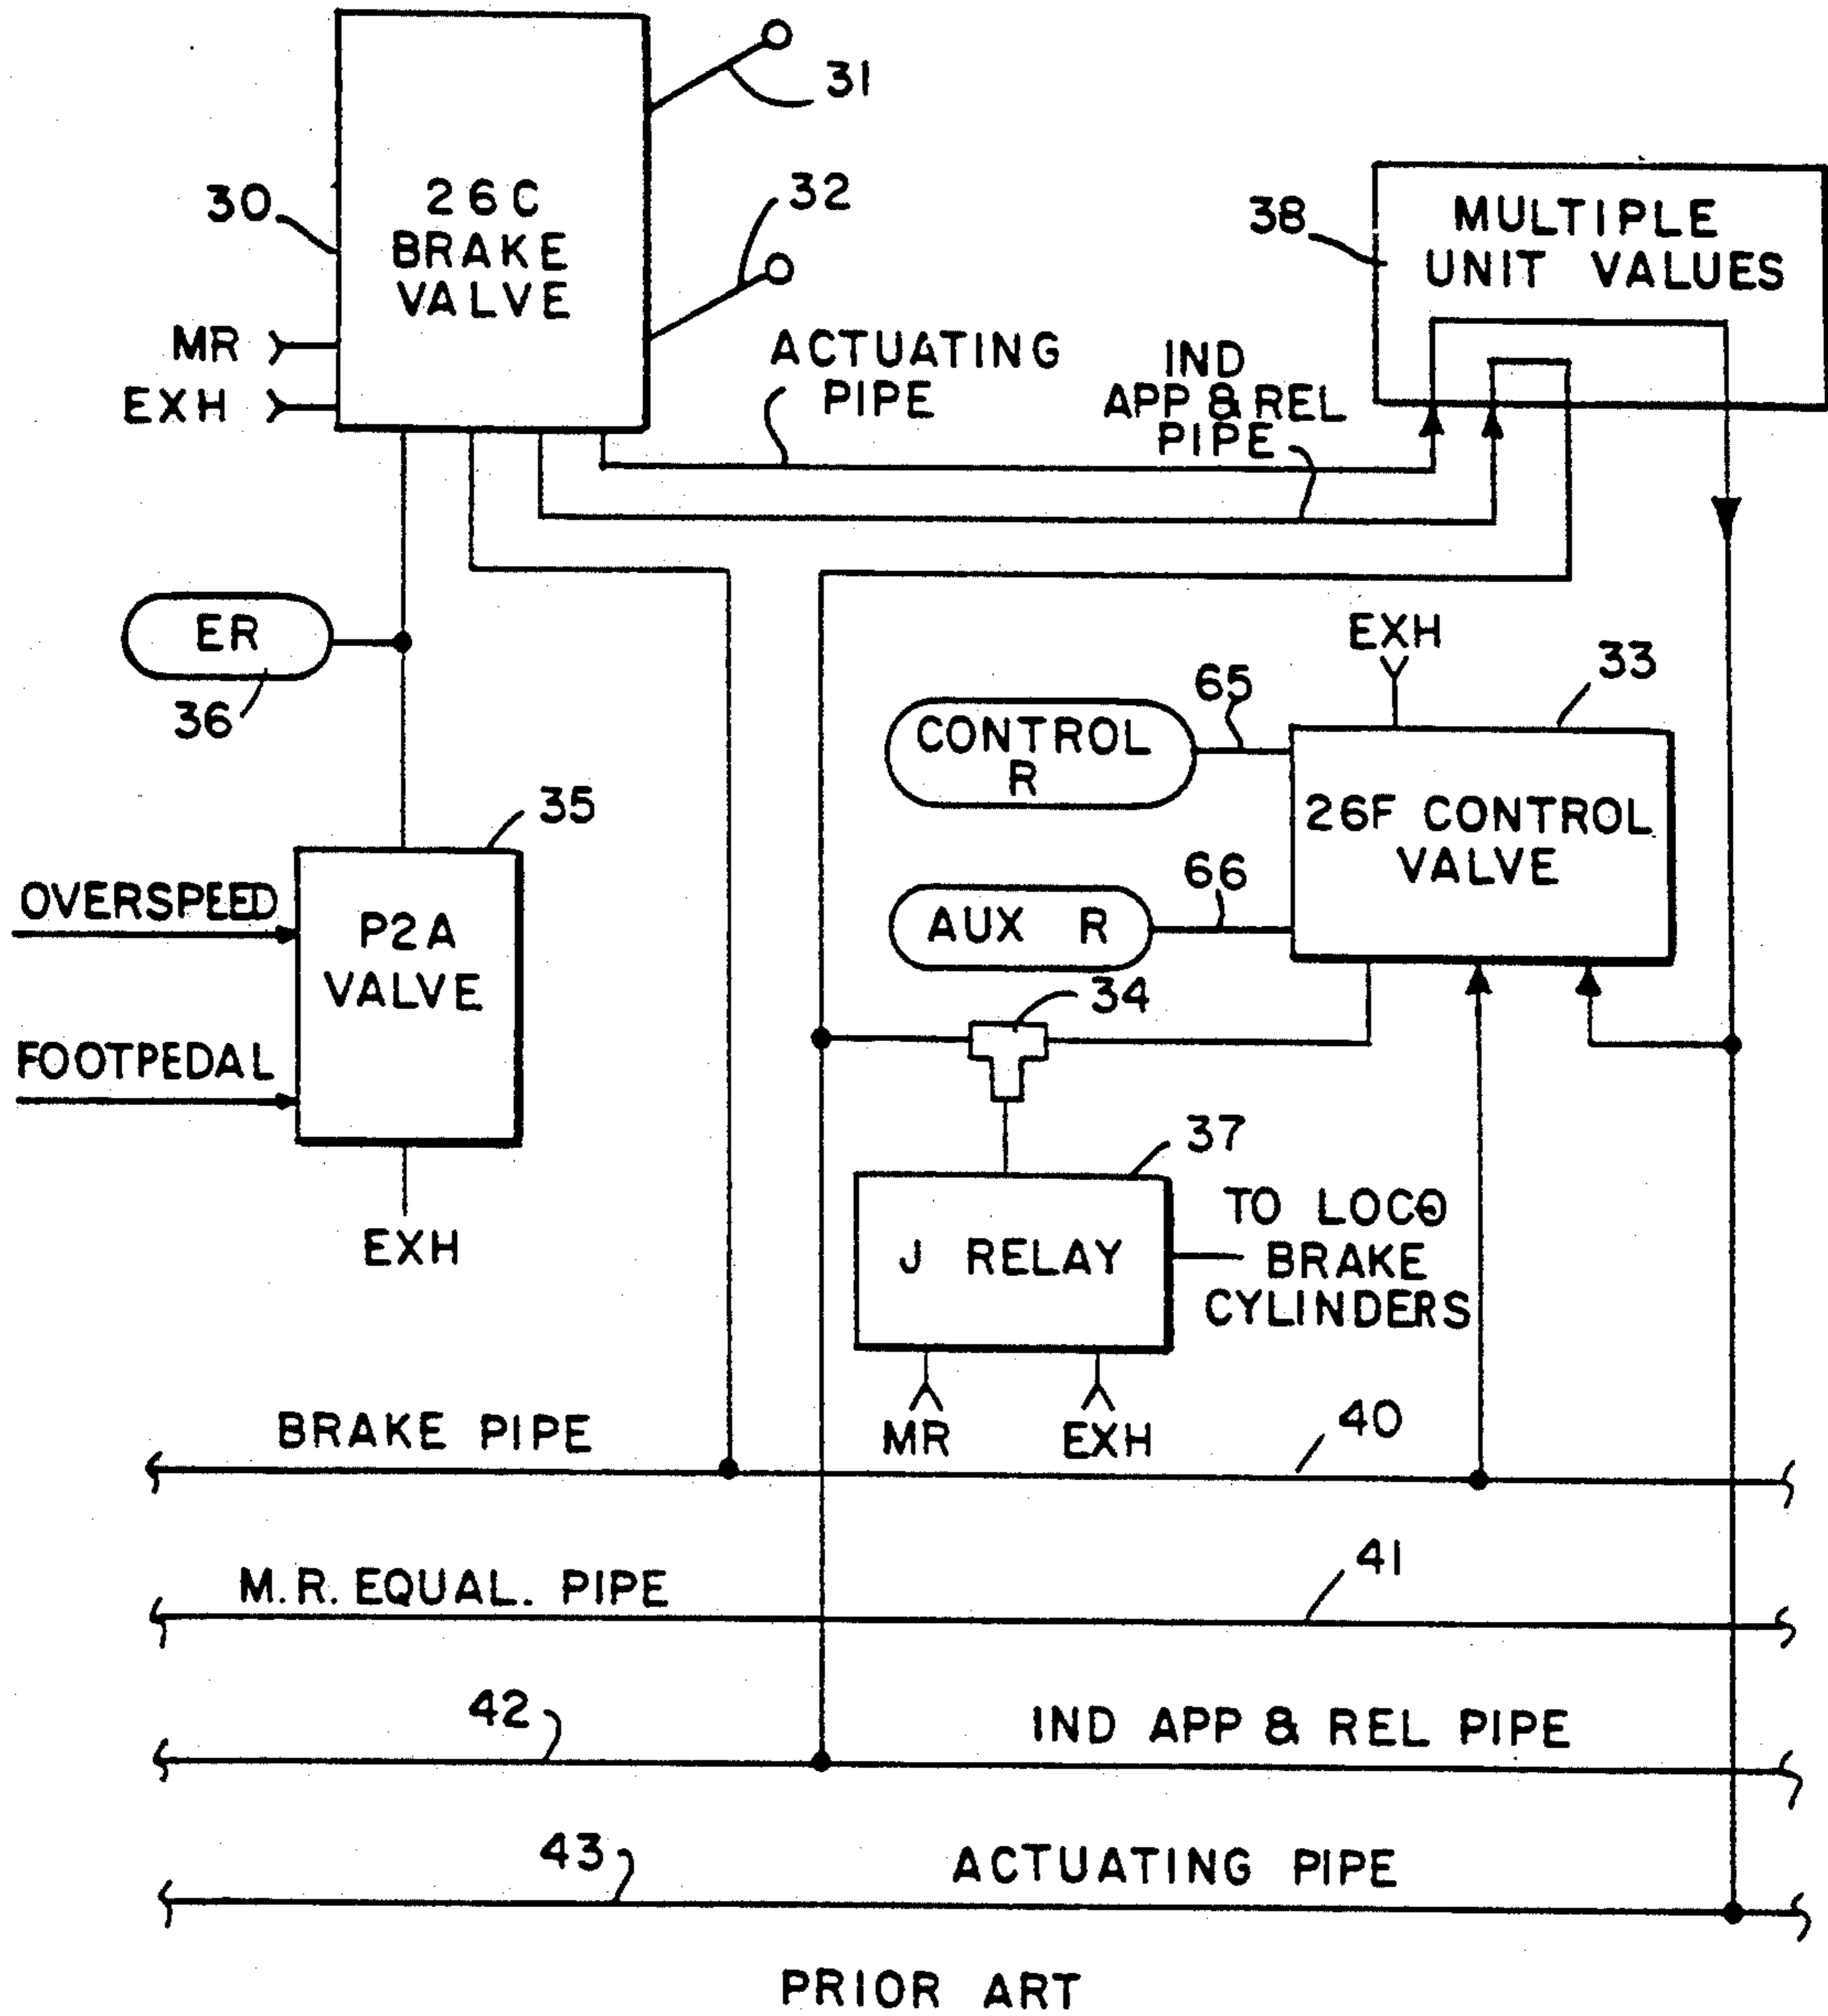 31
26C
BRAKE
VALVE
30
32
MR
EXH
38
MULTIPLE
UNIT VALUES
ACTUATING
PIPE
IND
APP & REL
PIPE
ER
36
EXH
33
CONTROL
R
65
26F CONTROL
VALVE
35
OVERSPEED
P2A
VALVE
AUX R
66
34
FOOTPEDAL
37
EXH
J RELAY
TO LOCO
BRAKE
CYLINDERS
MR
EXH
BRAKE PIPE
40
M.R. EQUAL. PIPE
41
42
IND APP & REL PIPE
43
ACTUATING PIPE
PRIOR ART